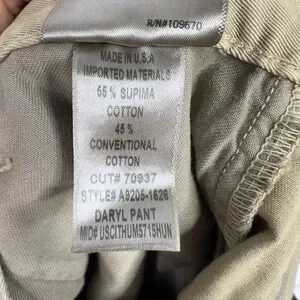 R/N#109670
MADE IN U.S.A
IMPORTED MATERIALS
55 % SUPIMA
COTTON
45 %
CONVENTIONAL
COTTON
CUT# 70937
STYLE# A9205-1626
DARYL PANT
MID# USCITHUM5715HUN